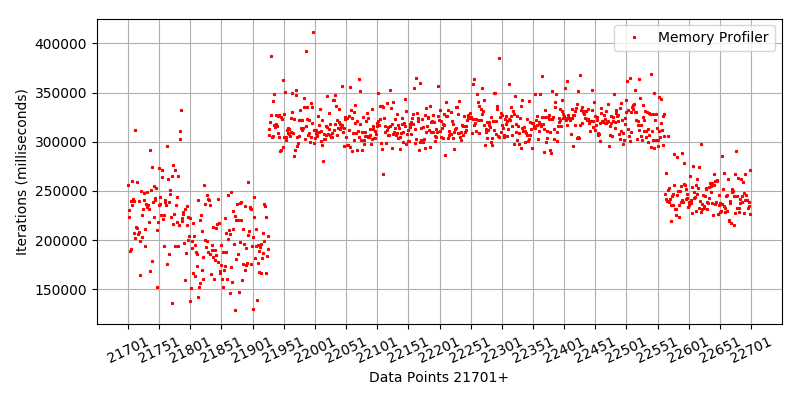 Memory Profiler
Iterations (milliseconds)
400000
350000
300000
250000
200000
150000
21701 21751 21801 21851 21901 21951 22001 22051 22101 22151 22201 22251 22301 22351 22401 22451 22501 22551 22601 22651 22701
Data Points 21701+